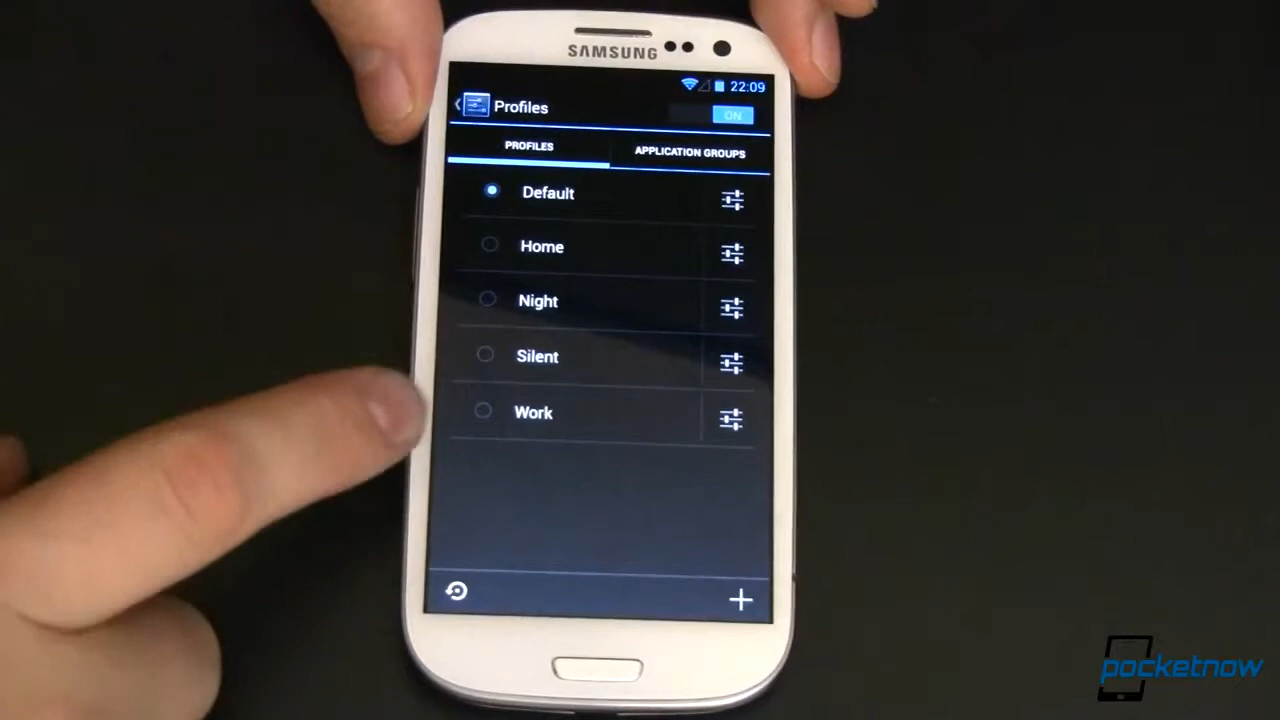 SAMSUNG
22:09
Profiles
ON
PROFILES
APPLICATION GROUPS
Default
Home
Night
Silent
Work
pocketnow